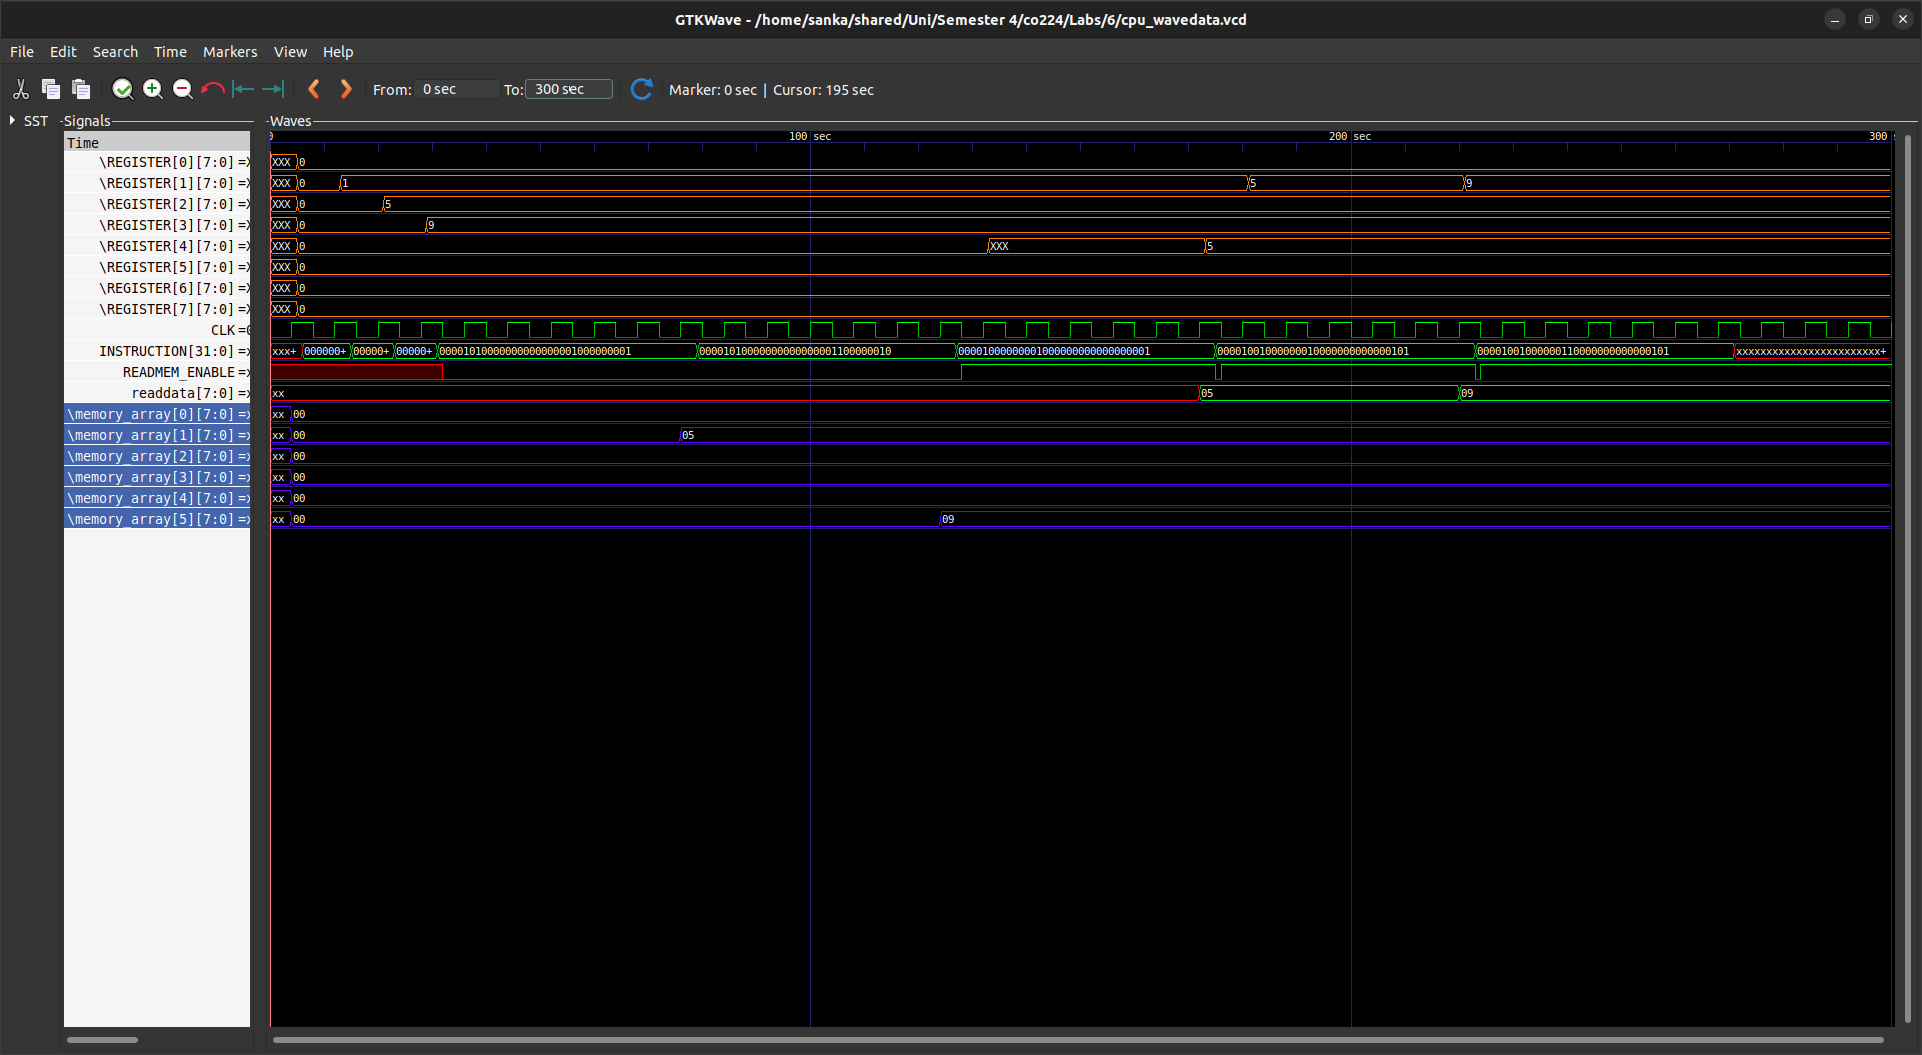 GTKWave - /home/sanka/shared/Uni/Semester 4/co224/Labs/6/cpu_wavedata.vcd
File Edit Search Time Markers View Help
From: 0 sec To: 300 sec Marker: 0 sec | Cursor: 195 sec
SST Signals Waves
Time 0 100 sec 200 sec 300
\REGISTER[0][7:0] =X XXX 0
\REGISTER[1][7:0] =X XXX 0 1 5 9
\REGISTER[2][7:0] =X XXX 0 5
\REGISTER[3][7:0] =X XXX 0 9
\REGISTER[4][7:0] =X XXX 0 XXX 5
\REGISTER[5][7:0] =X XXX 0
\REGISTER[6][7:0] =X XXX 0
\REGISTER[7][7:0] =X XXX 0
CLK =0
INSTRUCTION[31:0] =x xxx+ 000000+ 00000+ 00000+ 00001010000000000000001000000001 00001010000000000000001100000010 00001000000001000000000000000001 00001001000000010000000000000101 00001001000000110000000000000101 xxxxxxxxxxxxxxxxxxxxxxxx+
READMEM_ENABLE =x
readdata[7:0] =x xx 05 09
\memory_array[0][7:0] =x xx 00
\memory_array[1][7:0] =x xx 00 05
\memory_array[2][7:0] =x xx 00
\memory_array[3][7:0] =x xx 00
\memory_array[4][7:0] =x xx 00
\memory_array[5][7:0] =x xx 00 09